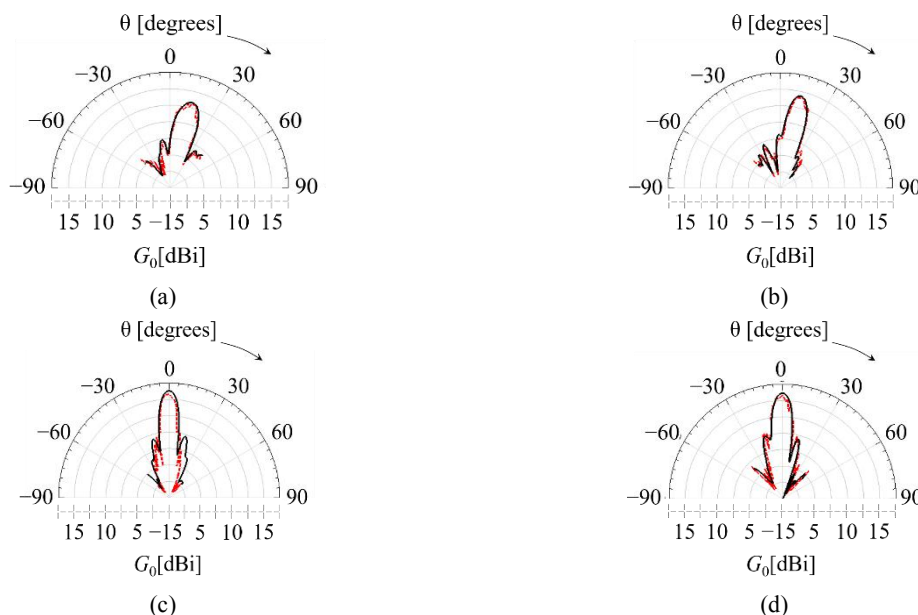 θ [degrees] θ [degrees]
0 0
−30 30 −30 30
−60 60 −60 60
−90 90 −90 90
15 10 5 −15 5 10 15 15 10 5 −15 5 10 15
G₀[dBi] G₀[dBi]
(a) (b)
θ [degrees] θ [degrees]
0 0
−30 30 −30 30
−60 60 −60 60
−90 90 −90 90
15 10 5 −15 5 10 15 15 10 5 −15 5 10 15
G₀[dBi] G₀[dBi]
(c) (d)